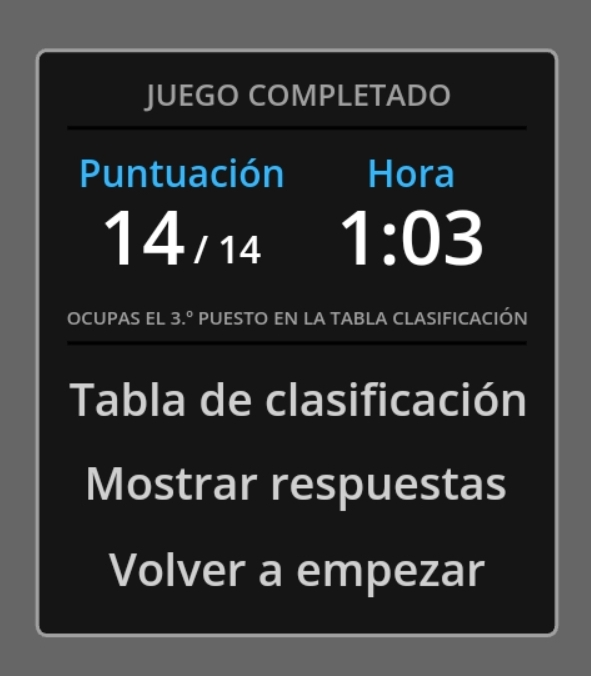 JUEGO COMPLETADO
Puntuación Hora
14 / 14 1:03
OCUPAS EL 3.º PUESTO EN LA TABLA CLASIFICACIÓN
Tabla de clasificación
Mostrar respuestas
Volver a empezar